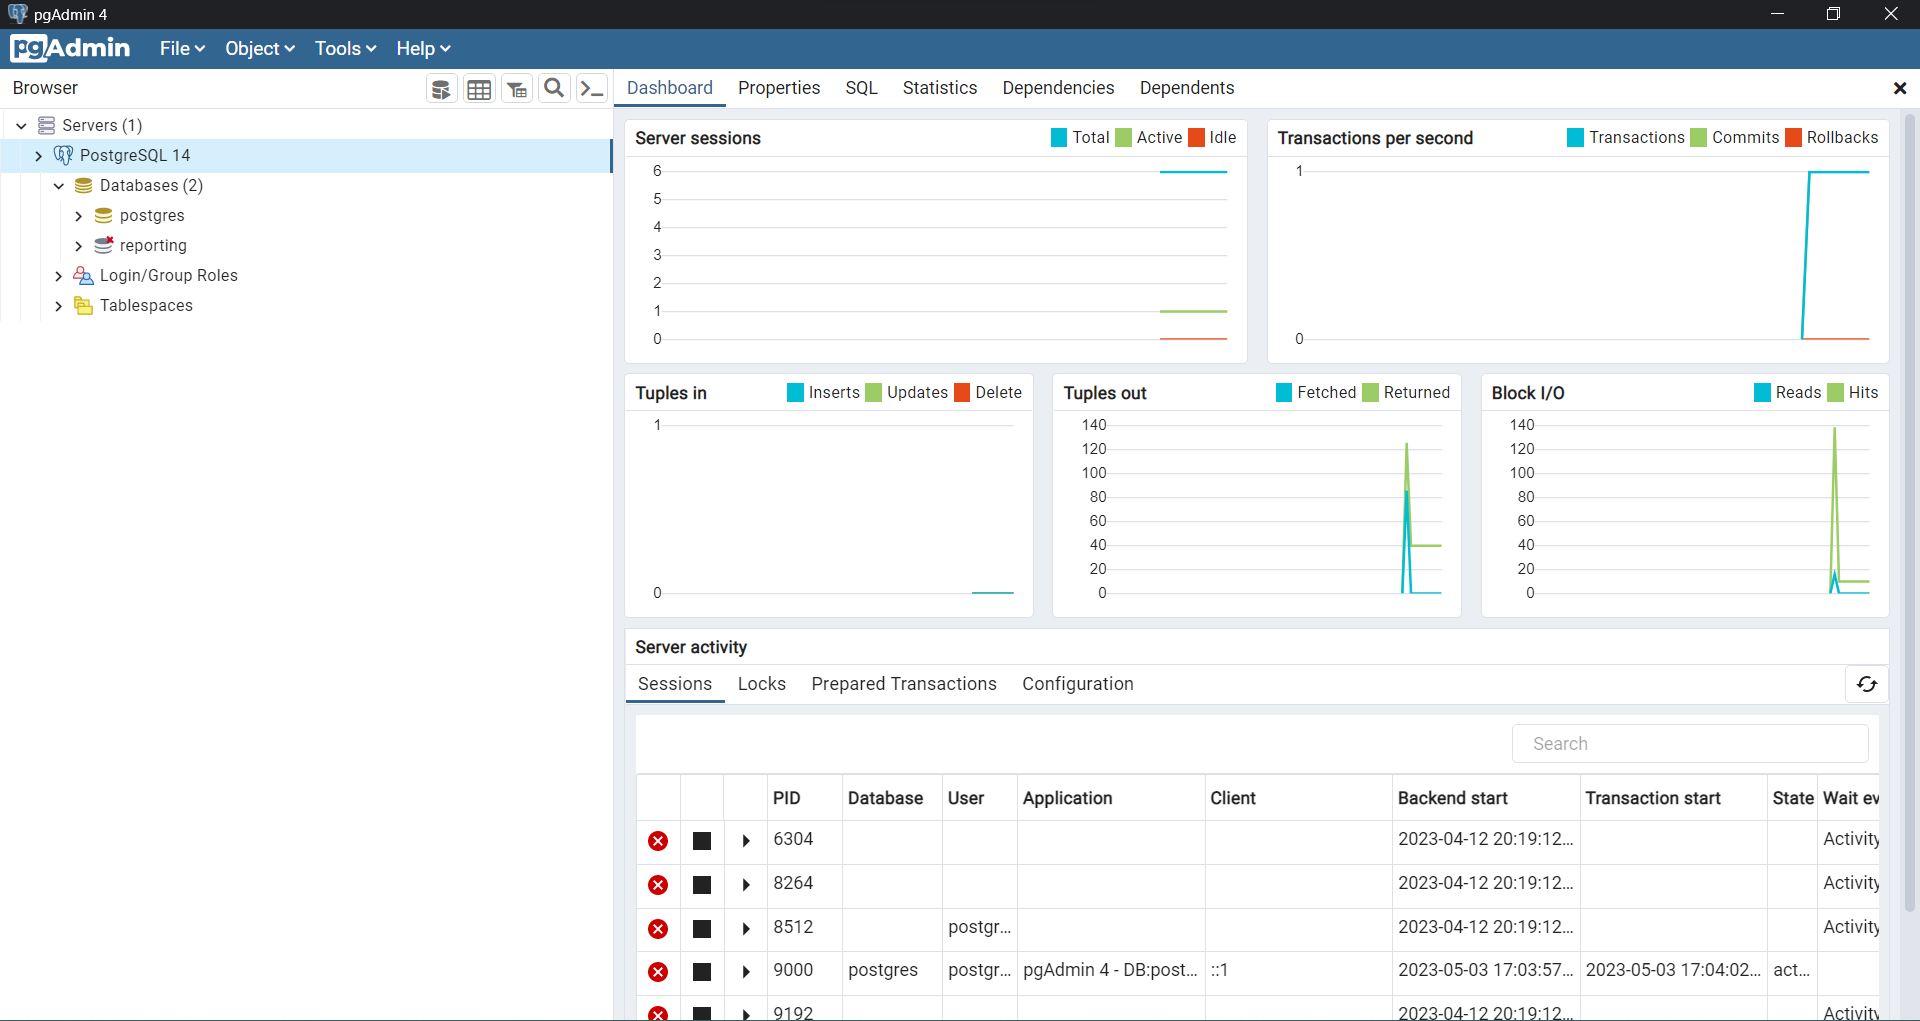 pgAdmin 4
pgAdmin File Object Tools Help
Browser
Dashboard Properties SQL Statistics Dependencies Dependents
Servers (1)
PostgreSQL 14
Databases (2)
postgres
reporting
Login/Group Roles
Tablespaces
Server sessions Total Active Idle
6
5
4
3
2
1
0
Transactions per second Transactions Commits Rollbacks
1
0
Tuples in Inserts Updates Delete
1
0
Tuples out Fetched Returned
140
120
100
80
60
40
20
0
Block I/O Reads Hits
140
120
100
80
60
40
20
0
Server activity
Sessions Locks Prepared Transactions Configuration
Search
PID Database User Application Client Backend start Transaction start State Wait ev
6304 2023-04-12 20:19:12... Activity
8264 2023-04-12 20:19:12... Activity
8512 postgr... 2023-04-12 20:19:12... Activity
9000 postgres postgr... pgAdmin 4 - DB:post... ::1 2023-05-03 17:03:57... 2023-05-03 17:04:02... act...
9192 2023-04-12 20:19:12... Activity